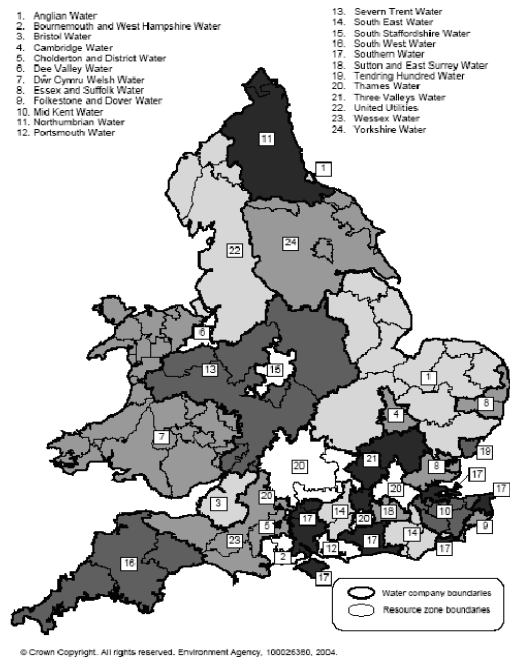 1. Anglian Water
2. Bournemouth and West Hampshire Water
3. Bristol Water
4. Cambridge Water
5. Cholderton and District Water
6. Dee Valley Water
7. Dŵr Cymru Welsh Water
8. Essex and Suffolk Water
9. Folkestone and Dover Water
10. Mid Kent Water
11. Northumbrian Water
12. Portsmouth Water
13. Severn Trent Water
14. South East Water
15. South Staffordshire Water
16. South West Water
17. Southern Water
18. Sutton and East Surrey Water
19. Tendring Hundred Water
20. Thames Water
21. Three Valleys Water
22. United Utilities
23. Wessex Water
24. Yorkshire Water
11
1
24
22
6
13
15
1
4
8
7
21
19
20
8
17
20
17
3
20
17
14
20
18
10
9
5
23
12
17
14
17
2
16
17
Water company boundaries
Resource zone boundaries
© Crown Copyright. All rights reserved. Environment Agency, 100026380, 2004.